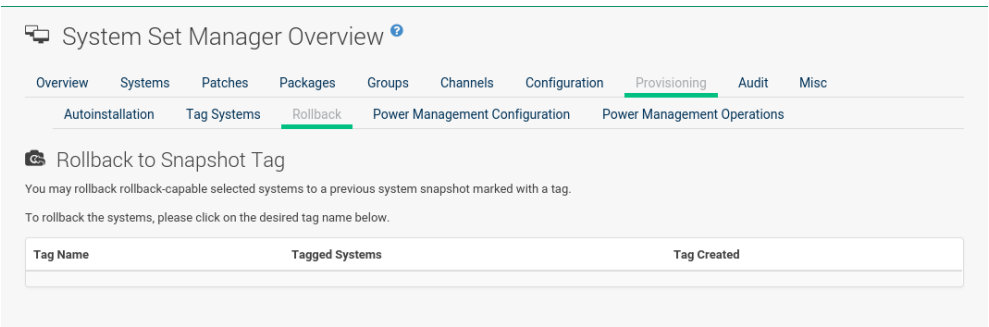 System Set Manager Overview ?
Overview Systems Patches Packages Groups Channels Configuration Provisioning Audit Misc
Autoinstallation Tag Systems Rollback Power Management Configuration Power Management Operations
Rollback to Snapshot Tag
You may rollback rollback-capable selected systems to a previous system snapshot marked with a tag.
To rollback the systems, please click on the desired tag name below.
Tag Name Tagged Systems Tag Created